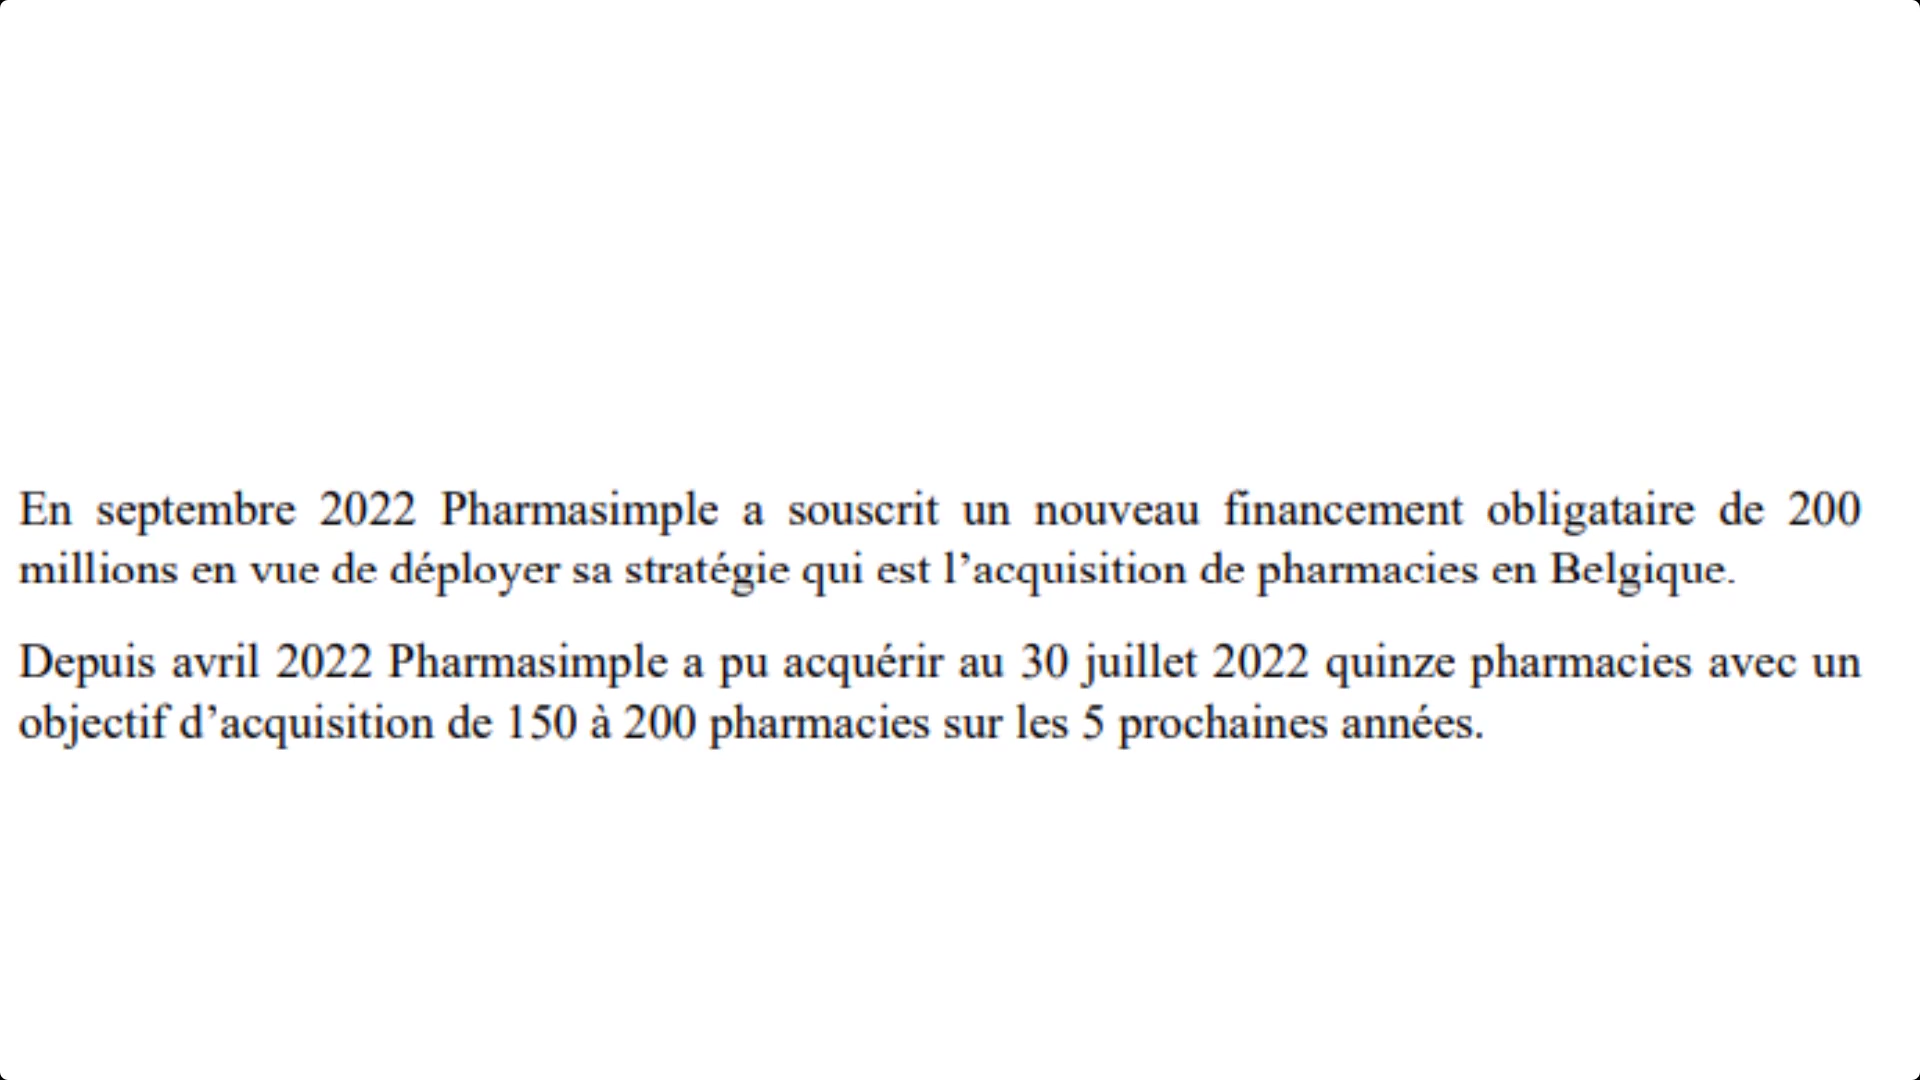 En septembre 2022 Pharmasimple a souscrit un nouveau financement obligataire de 200
millions en vue de déployer sa stratégie qui est l’acquisition de pharmacies en Belgique.
Depuis avril 2022 Pharmasimple a pu acquérir au 30 juillet 2022 quinze pharmacies avec un
objectif d’acquisition de 150 à 200 pharmacies sur les 5 prochaines années.